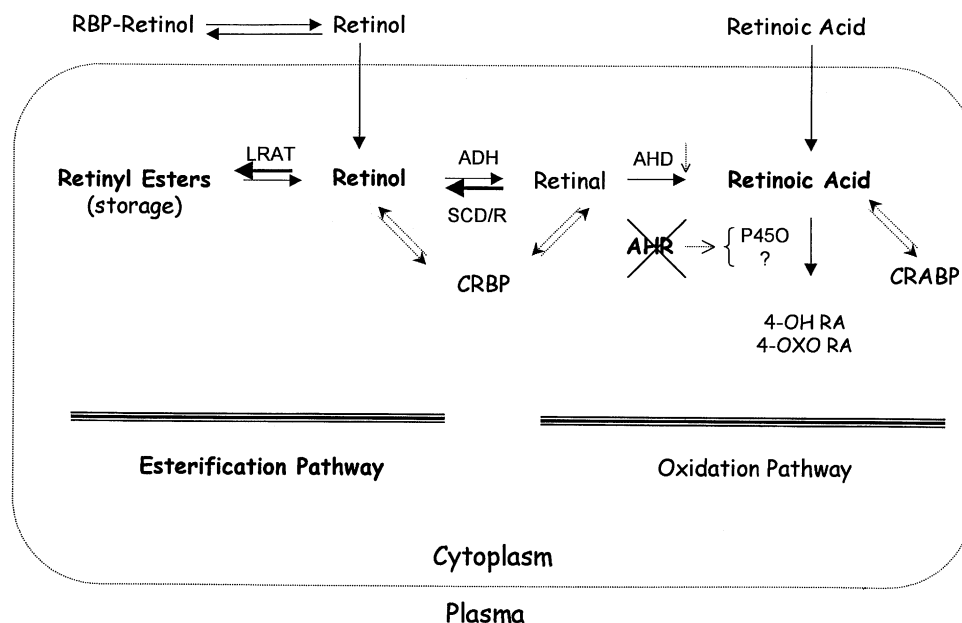 RBP-Retinol
Retinol
Retinoic Acid
LRAT
ADH
AHD
Retinyl Esters
(storage)
Retinol
Retinal
Retinoic Acid
SCD/R
AHR
P450
?
CRBP
CRABP
4-OH RA
4-OXO RA
Esterification Pathway
Oxidation Pathway
Cytoplasm
Plasma